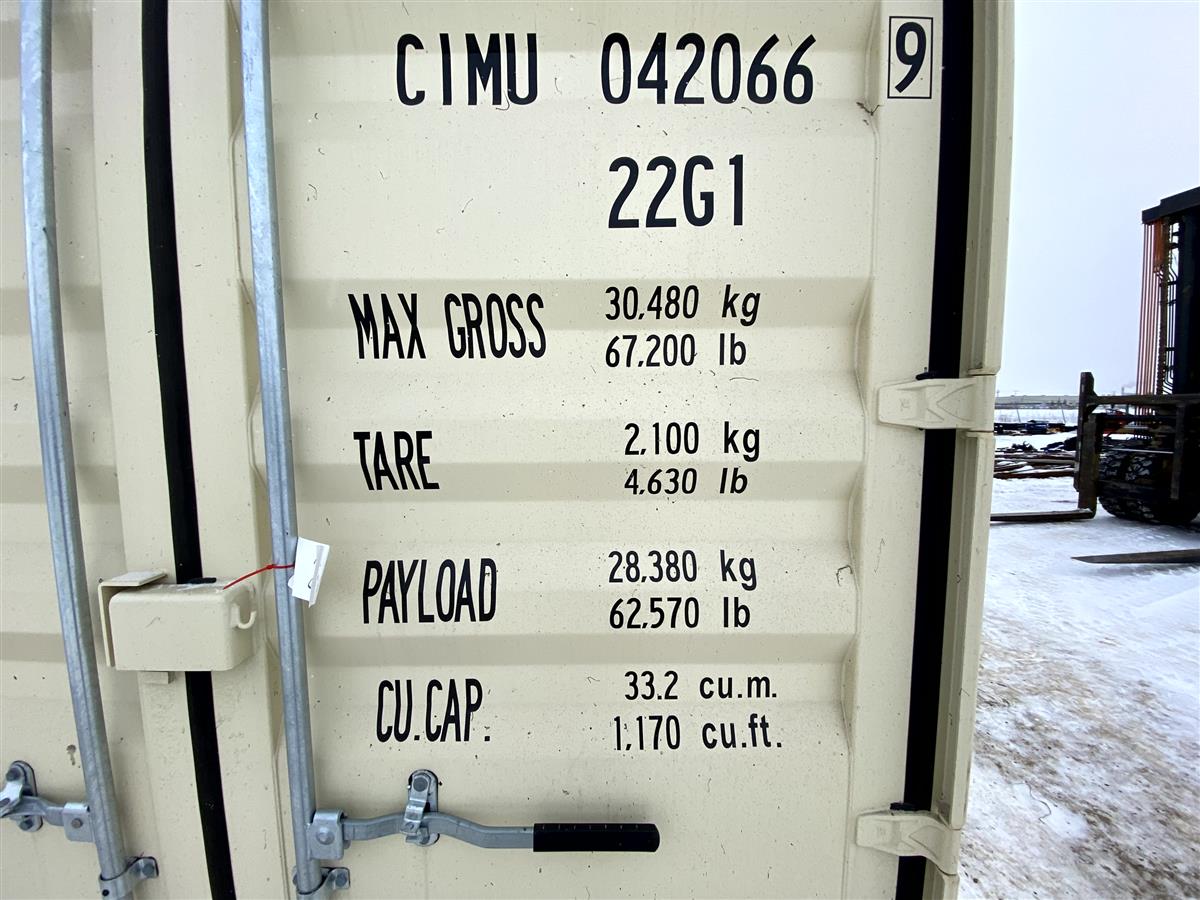 CIMU 042066 9
22G1
MAX GROSS 30,480 kg
67,200 lb
TARE 2,100 kg
4,630 lb
PAYLOAD 28,380 kg
62,570 lb
CU.CAP. 33.2 cu.m.
1,170 cu.ft.